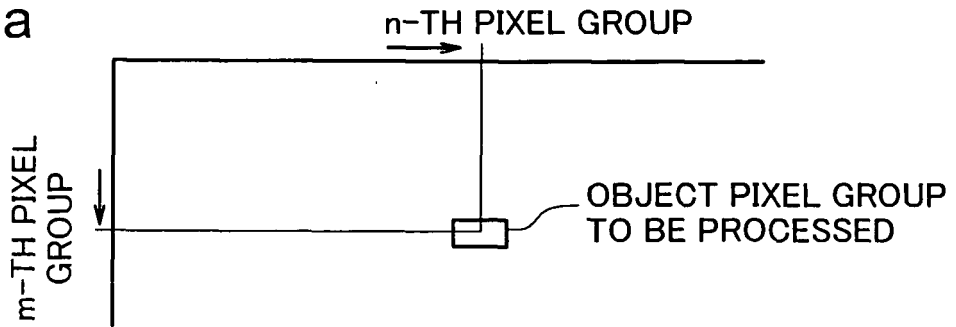 a
n-TH PIXEL GROUP
m-TH PIXEL
GROUP
OBJECT PIXEL GROUP
TO BE PROCESSED